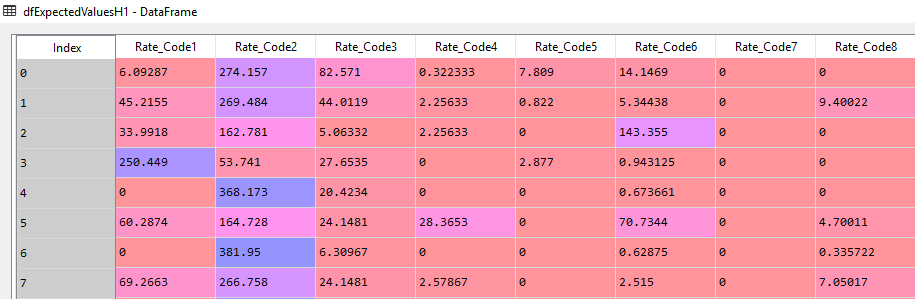 dfExpectedValuesH1 - DataFrame
Index Rate_Code1 Rate_Code2 Rate_Code3 Rate_Code4 Rate_Code5 Rate_Code6 Rate_Code7 Rate_Code8
0 6.09287 274.157 82.571 0.322333 7.809 14.1469 0 0
1 45.2155 269.484 44.0119 2.25633 0.822 5.34438 0 9.40022
2 33.9918 162.781 5.06332 2.25633 0 143.355 0 0
3 250.449 53.741 27.6535 0 2.877 0.943125 0 0
4 0 368.173 20.4234 0 0 0.673661 0 0
5 60.2874 164.728 24.1481 28.3653 0 70.7344 0 4.70011
6 0 381.95 6.30967 0 0 0.62875 0 0.335722
7 69.2663 266.758 24.1481 2.57867 0 2.515 0 7.05017